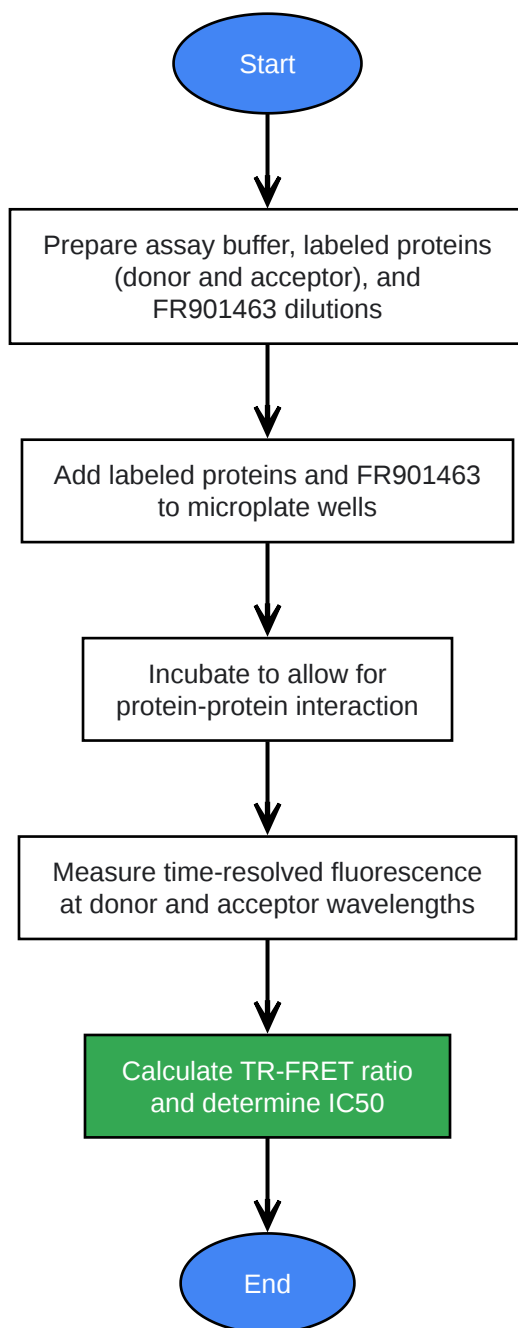 Start
Prepare assay buffer, labeled proteins
(donor and acceptor), and
FR901463 dilutions
Add labeled proteins and FR901463
to microplate wells
Incubate to allow for
protein-protein interaction
Measure time-resolved fluorescence
at donor and acceptor wavelengths
Calculate TR-FRET ratio
and determine IC50
End